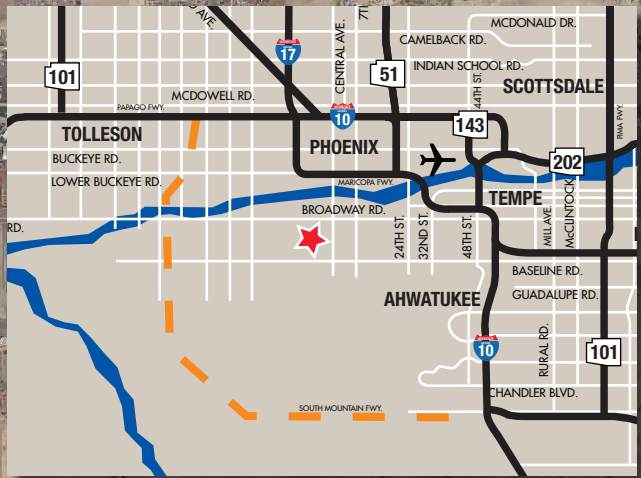 D AVE.
17
CENTRAL AVE.
7TH
MCDONALD DR.
CAMELBACK RD.
INDIAN SCHOOL RD.
101
51
44TH ST.
SCOTTSDALE
MCDOWELL RD.
PAPAGO FWY.
10
143
PIMA FWY.
TOLLESON
PHOENIX
BUCKEYE RD.
202
LOWER BUCKEYE RD.
MARICOPA FWY.
BROADWAY RD.
TEMPE
RD.
24TH ST.
32ND ST.
48TH ST.
MILL AVE.
McCLINTOCK
BASELINE RD.
GUADALUPE RD.
AHWATUKEE
10
RURAL RD.
101
CHANDLER BLVD.
SOUTH MOUNTAIN FWY.